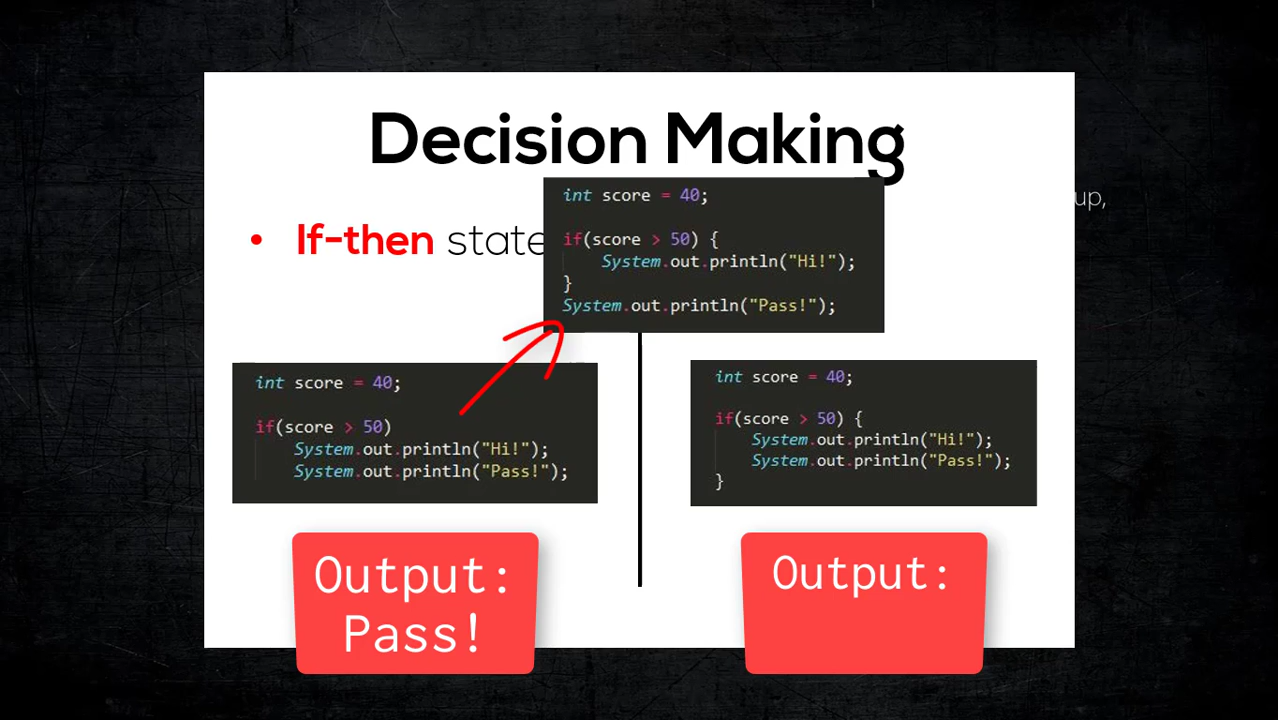 Decision Making
up,
• If-then state
int score = 40;
if(score > 50) {
System.out.println("Hi!");
}
System.out.println("Pass!");
int score = 40;
if(score > 50)
System.out.println("Hi!");
System.out.println("Pass!");
Output:
Pass!
int score = 40;
if(score > 50) {
System.out.println("Hi!");
System.out.println("Pass!");
}
Output: